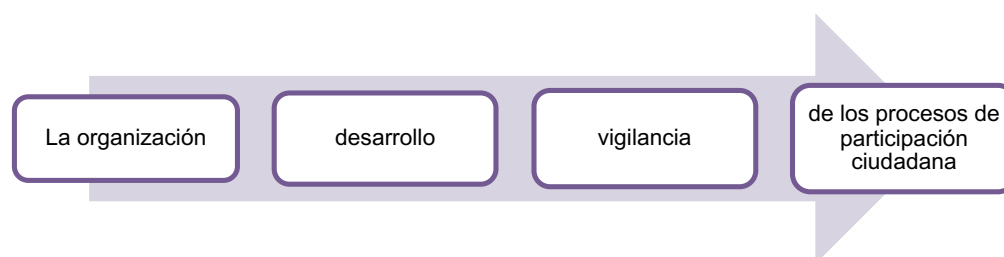 La organización
desarrollo
vigilancia
de los procesos de
participación
ciudadana